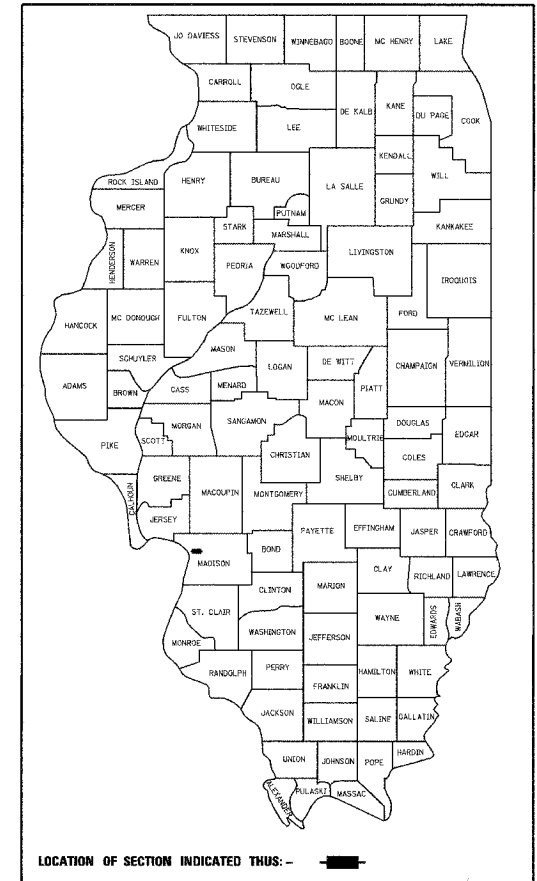 JO DAVIESS STEVENSON WINNEBAGO BOONE MC HENRY LAKE
CARROLL OGLE
DE KALB KANE DU PAGE COOK
WHITESIDE LEE
KENDALL
WILL
ROCK ISLAND HENRY BUREAU LA SALLE
GRUNDY
MERCER PUTNAM
KANKAKEE
STARK MARSHALL
HENDERSON WARREN KNOX LIVINGSTON
PEORIA WOODFORD IROQUOIS
TAZEWELL MC LEAN FORD
HANCOCK MC DONOUGH FULTON
MASON
SCHUYLER DE WITT CHAMPAIGN VERMILION
LOGAN
ADAMS BROWN CASS MENARD PIATT
MACON
MORGAN SANGAMON DOUGLAS
PIKE SCOTT MOULTRIE EDGAR
CHRISTIAN COLES
SHELBY
GREENE CLARK
CALHOUN MACOUPIN MONTGOMERY CUMBERLAND
JERSEY
FAYETTE EFFINGHAM JASPER CRAWFORD
BOND
MADISON CLAY
RICHLAND LAWRENCE
CLINTON MARION
ST. CLAIR WAYNE EDWARDS WABASH
WASHINGTON JEFFERSON
MONROE
RANDOLPH PERRY HAMILTON WHITE
FRANKLIN
JACKSON WILLIAMSON SALINE GALLATIN
UNION JOHNSON POPE HARDIN
ALEXANDER PULASKI MASSAC
LOCATION OF SECTION INDICATED THUS: -